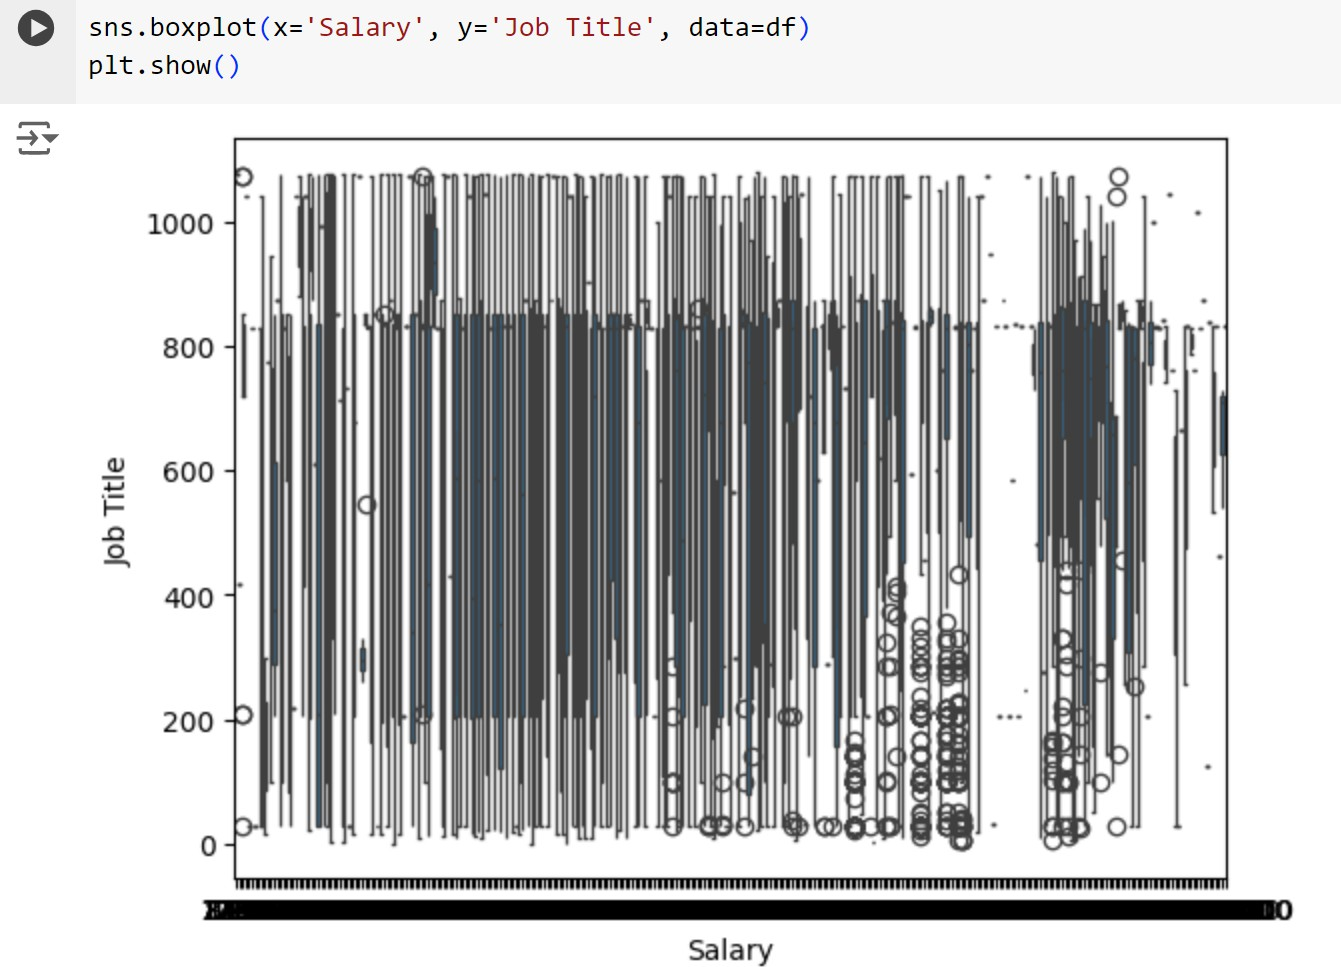 sns.boxplot(x='Salary', y='Job Title', data=df)
plt.show()
1000
800
600
400
200
0
Job Title
Salary